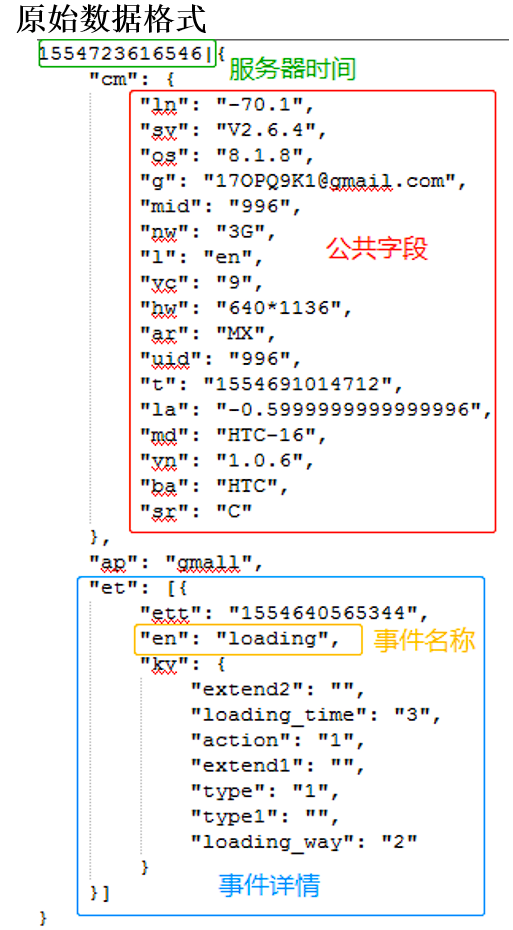 原始数据格式
1554723616546|{
服务器时间
"cm": {
"ln": "-70.1",
"sv": "V2.6.4",
"os": "8.1.8",
"g": "17OPQ9K1@gmail.com",
"mid": "996",
"nw": "3G",
公共字段
"l": "en",
"vc": "9",
"hw": "640*1136",
"ar": "MX",
"uid": "996",
"t": "1554691014712",
"la": "-0.5999999999999996",
"md": "HTC-16",
"vn": "1.0.6",
"ba": "HTC",
"sr": "C"
},
"ap": "gmall",
"et": [{
"ett": "1554640565344",
"en": "loading",
事件名称
"kv": {
"extend2": "",
"loading_time": "3",
"action": "1",
"extend1": "",
"type": "1",
"type1": "",
"loading_way": "2"
}
事件详情
}]
}